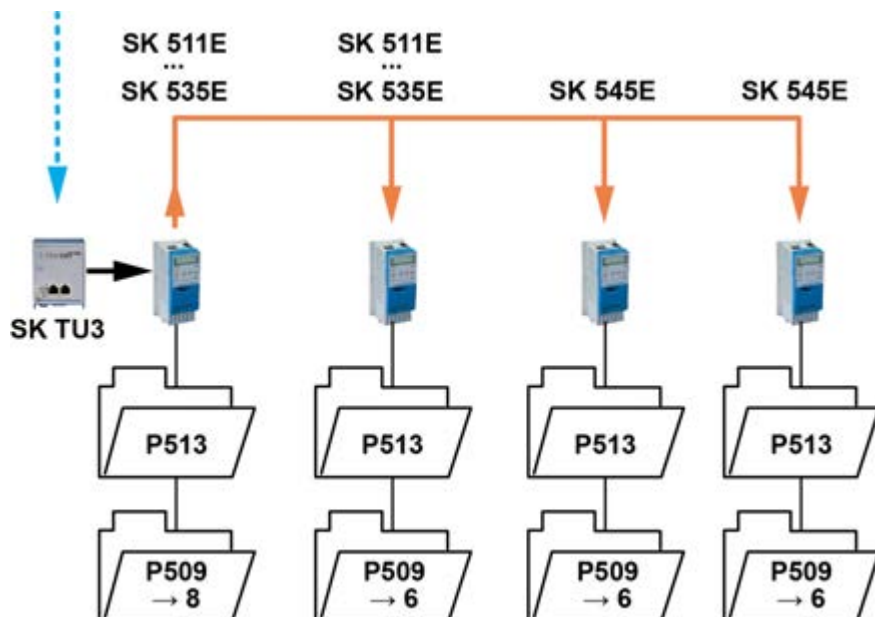 SK 511E
...
SK 535E
SK 511E
...
SK 535E
SK 545E
SK 545E
SK TU3
P513
P513
P513
P513
P509
→ 8
P509
→ 6
P509
→ 6
P509
→ 6